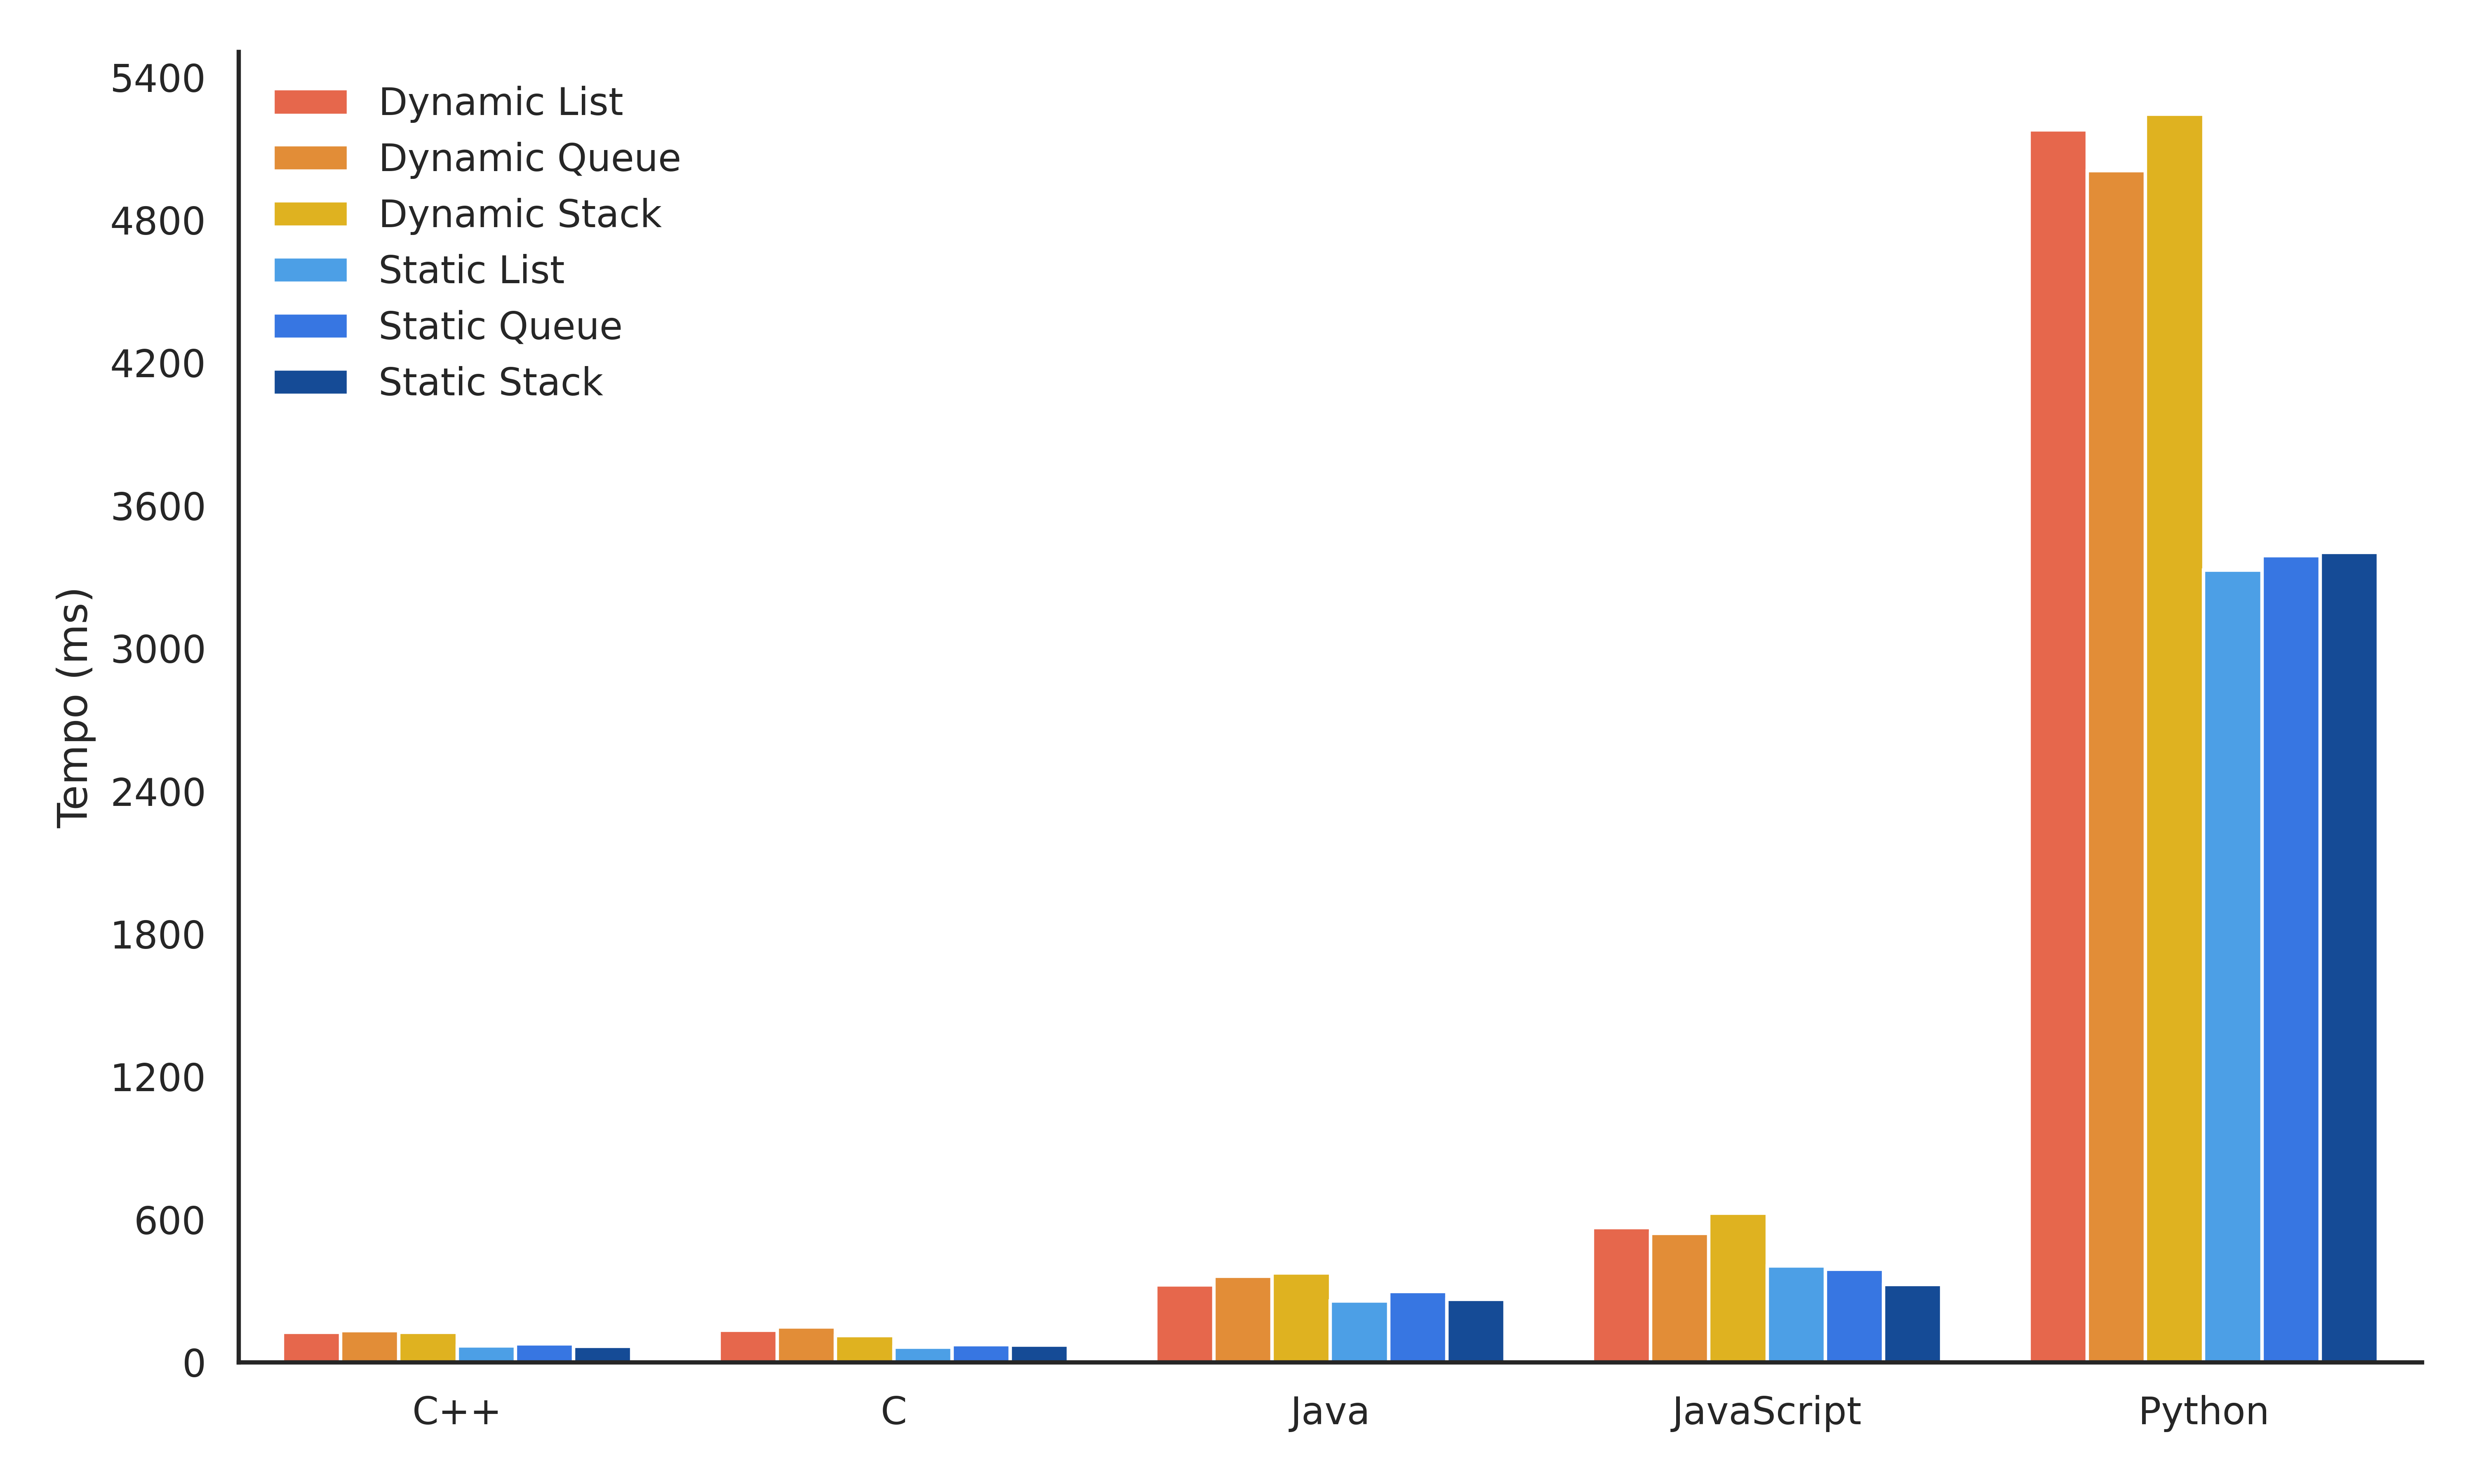 5400
4800
4200
3600
3000
2400
1800
1200
600
0
Tempo (ms)
Dynamic List
Dynamic Queue
Dynamic Stack
Static List
Static Queue
Static Stack
C++
C
Java
JavaScript
Python